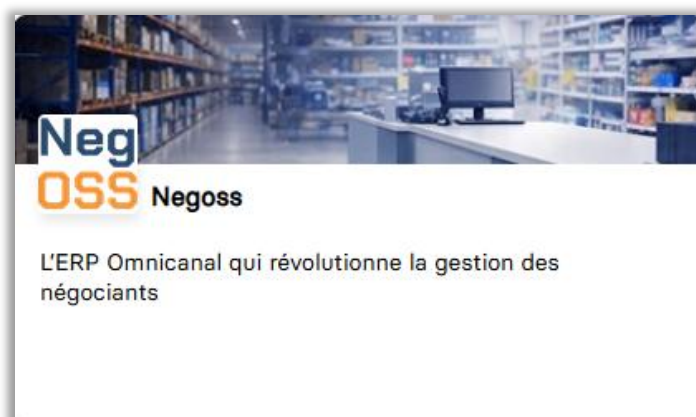 Neg
OSS
Negoss
L'ERP Omnicanal qui révolutionne la gestion des
négociants